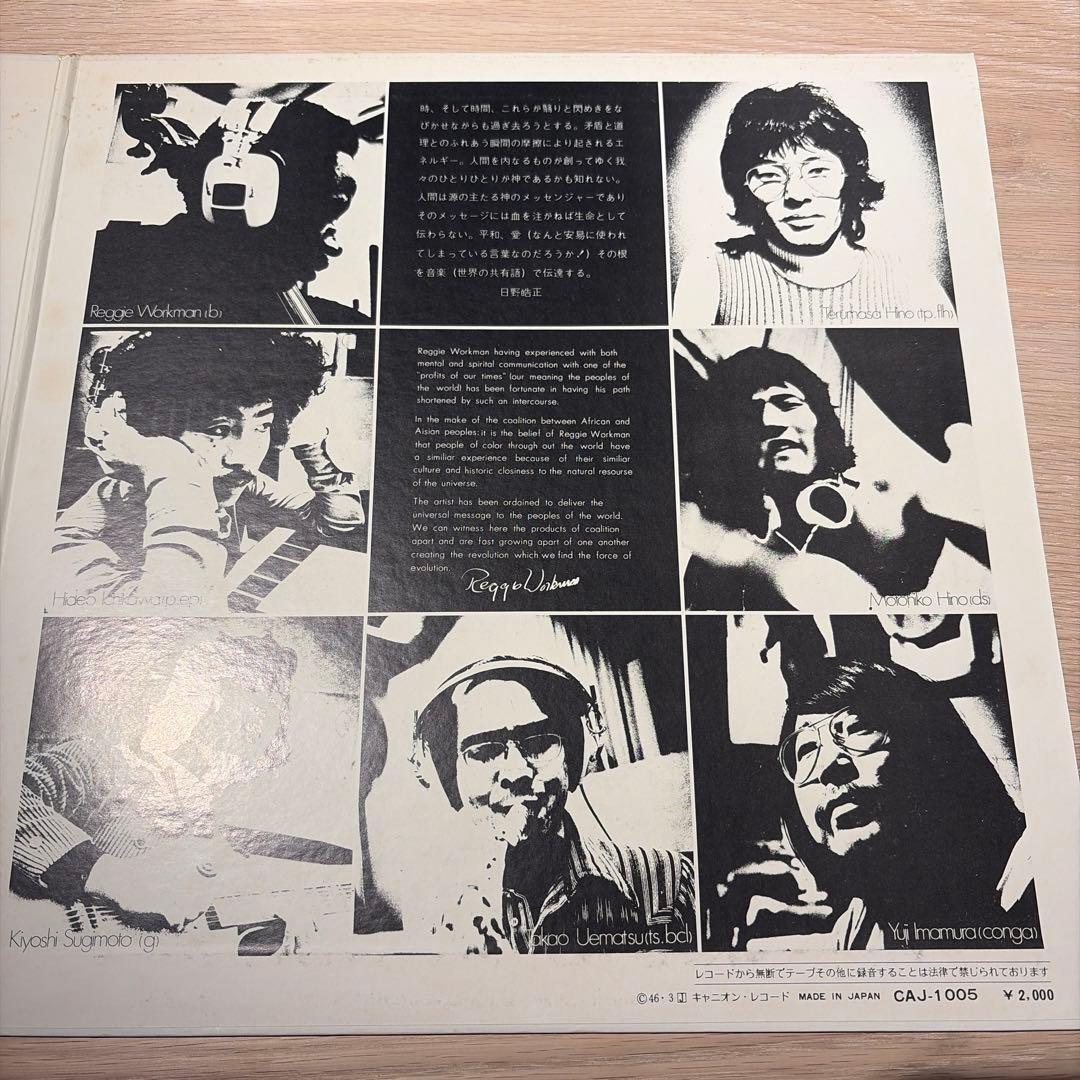 時、そして時間、これらが翳りと閃めきをな
びかせながらも過ぎ去ろうとする。矛盾と道
理とのふれあう瞬間の摩擦により起きれるエ
ネルギー。人間を内なるものが創ってゆく我
々のひとりひとりが神であるかも知れない。
人間は源の主たる神のメッセンジャーであり
そのメッセージには血を注がねば生命として
伝わらない。平和、愛(なんと安易に使われ
てしまっている言葉なのだろうか!)その根
を音楽(世界の共有語)で伝達する。
日野皓正
Reggie Workman(b)
Terumasa Hino(tp.flh)
Reggie Workman having experienced with both
mental and spirital communication with one of the
"profits of our times" (our meaning the peoples of
the world) has been fortunate in having his path
shortened by such an intercourse.
In the make of the coalition between African and
Aisian peoples: it is the belief of Reggie Workman
that people of color through out the world have
a similiar experience because of their similiar
culture and historic closiness to the natural resourse
of the universe.
The artist has been ordained to deliver the
universal message to the peoples of the world.
We can witness here the products of coalition
apart and are fast growing apart of one another
creating the revolution which we find the force of
evolution.
Reggie Workman
Hideo Ichikawa(p.ep)
Motohiko Hino(ds)
Kiyoshi Sugimoto (g)
Takao Uematsu(ts.bcl)
Yuji Imamura(conga)
レコードから無断でテープその他に録音することは法律で禁じられております
©46・3 J キャニオン・レコード MADE IN JAPAN CAJ-1005 ¥2,000